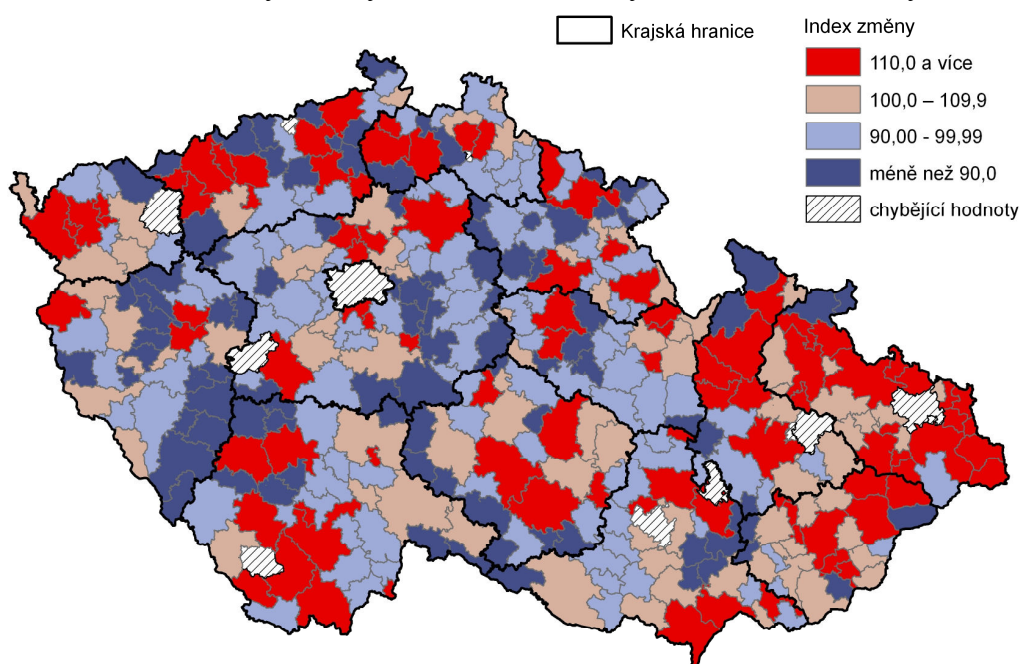 Krajská hranice
Index změny
110,0 a více
100,0 – 109,9
90,00 - 99,99
méně než 90,0
chybějící hodnoty